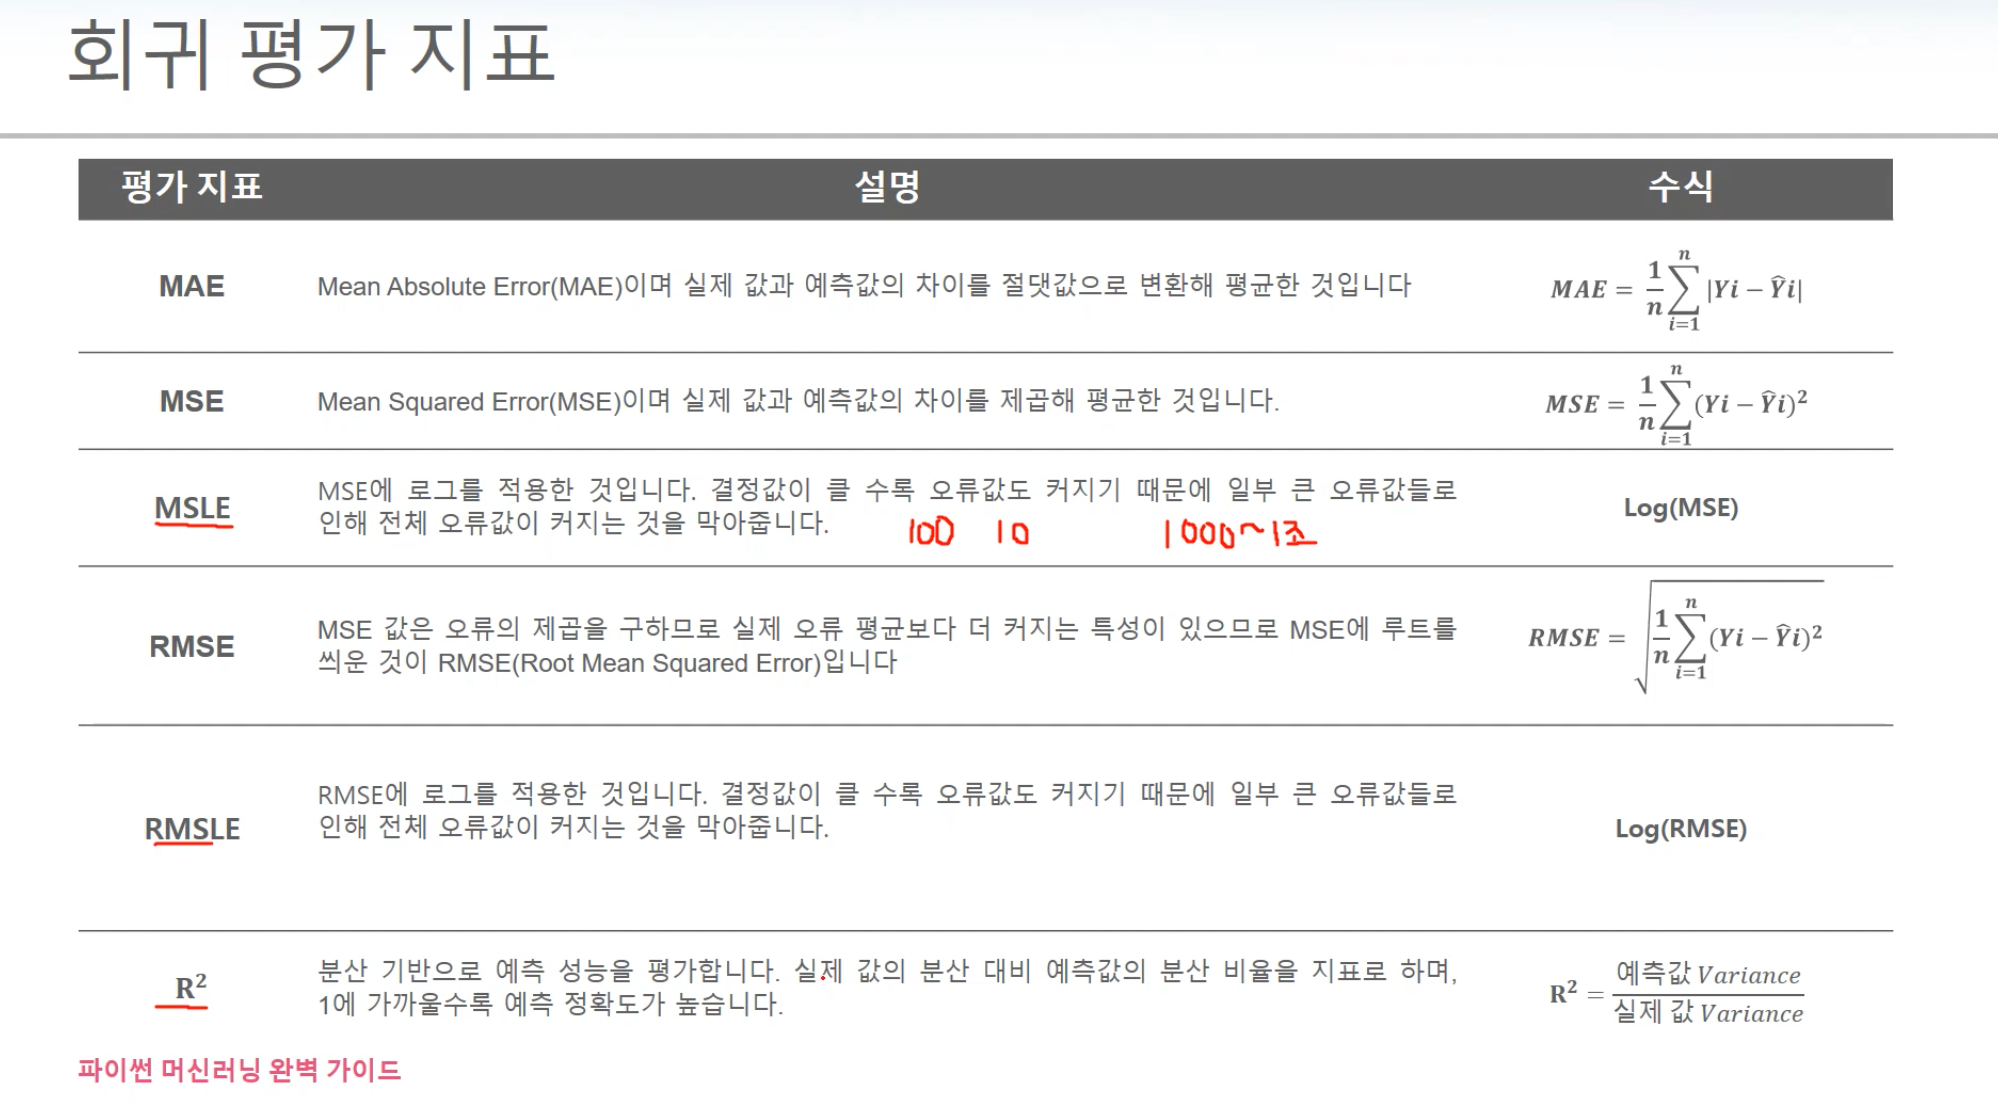 회귀 평가 지표
평가 지표 설명 수식
MAE Mean Absolute Error(MAE)이며 실제 값과 예측값의 차이를 절댓값으로 변환해 평균한 것입니다 MAE = \frac{1}{n}\sum_{i=1}^{n}|Yi − Ŷi|
MSE Mean Squared Error(MSE)이며 실제 값과 예측값의 차이를 제곱해 평균한 것입니다. MSE = \frac{1}{n}\sum_{i=1}^{n}(Yi − Ŷi)²
MSLE MSE에 로그를 적용한 것입니다. 결정값이 클 수록 오류값도 커지기 때문에 일부 큰 오류값들로 Log(MSE)
인해 전체 오류값이 커지는 것을 막아줍니다.
100 10 1000~1조
RMSE MSE 값은 오류의 제곱을 구하므로 실제 오류 평균보다 더 커지는 특성이 있으므로 MSE에 루트를 RMSE = \sqrt{\frac{1}{n}\sum_{i=1}^{n}(Yi − Ŷi)²}
씌운 것이 RMSE(Root Mean Squared Error)입니다
RMSLE RMSE에 로그를 적용한 것입니다. 결정값이 클 수록 오류값도 커지기 때문에 일부 큰 오류값들로 Log(RMSE)
인해 전체 오류값이 커지는 것을 막아줍니다.
R² 분산 기반으로 예측 성능을 평가합니다. 실제 값의 분산 대비 예측값의 분산 비율을 지표로 하며, R² = \frac{예측값 Variance}{실제 값 Variance}
1에 가까울수록 예측 정확도가 높습니다.
파이썬 머신러닝 완벽 가이드